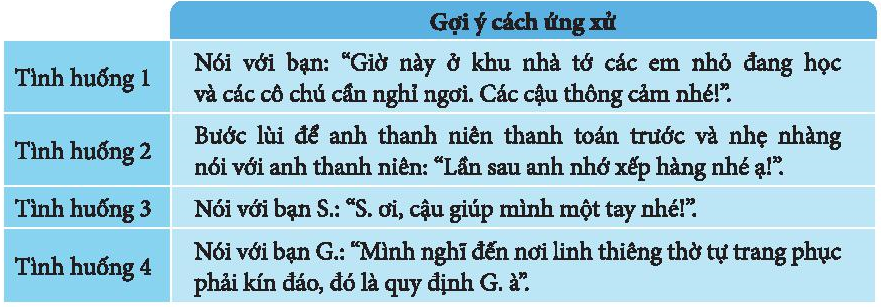 Gợi ý cách ứng xử
Tình huống 1
Nói với bạn: “Giờ này ở khu nhà tớ các em nhỏ đang học
và các cô chú cần nghỉ ngơi. Các cậu thông cảm nhé!”.
Tình huống 2
Bước lùi để anh thanh niên thanh toán trước và nhẹ nhàng
nói với anh thanh niên: “Lần sau anh nhớ xếp hàng nhé ạ!”.
Tình huống 3
Nói với bạn S.: “S. ơi, cậu giúp mình một tay nhé!”.
Tình huống 4
Nói với bạn G.: “Mình nghĩ đến nơi linh thiêng thờ tự trang phục
phải kín đáo, đó là quy định G. à”.